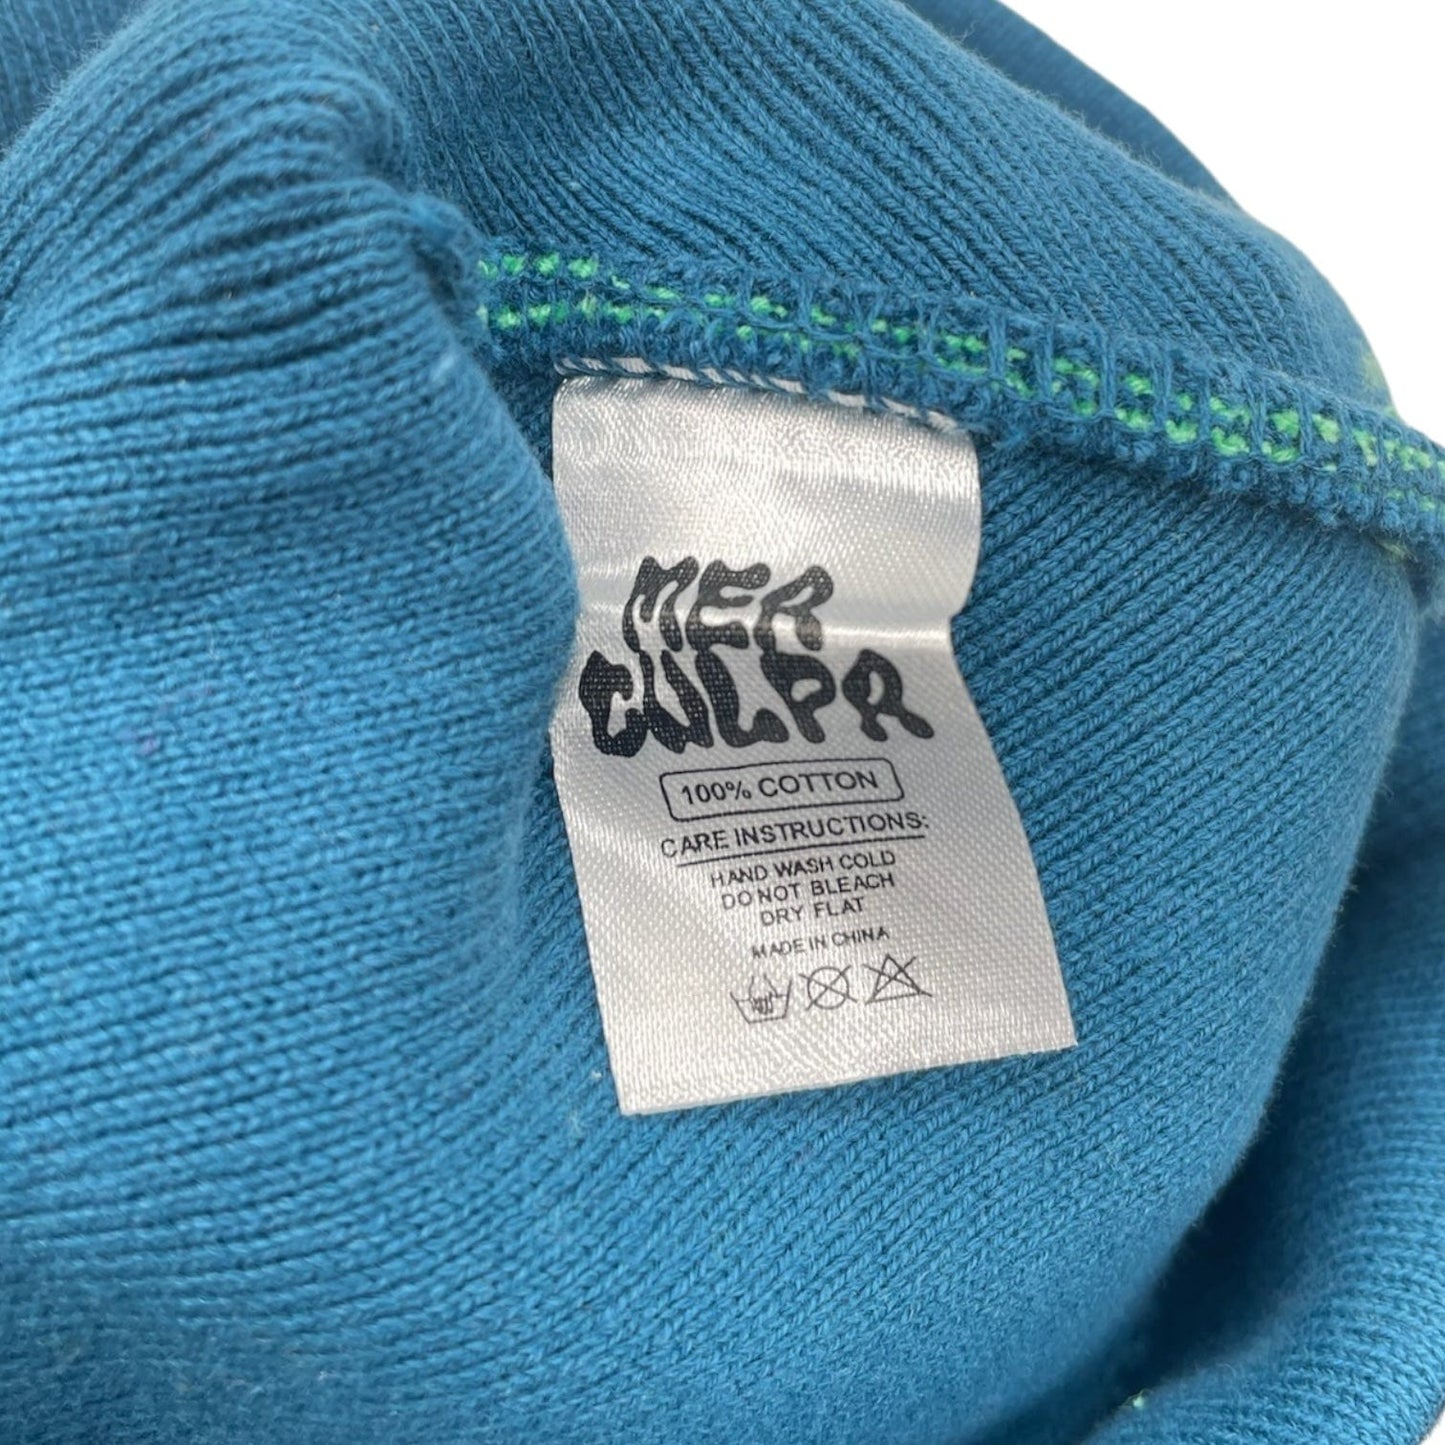 MEA
CULPA
100% COTTON
CARE INSTRUCTIONS:
HAND WASH COLD
DO NOT BLEACH
DRY FLAT
MADE IN CHINA